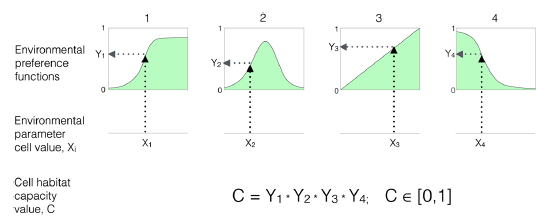 1 2 3 4
1 1 1 1
Environmental
preference
functions
Y₁ Y₂ Y₃ Y₄
0 0 0 0
Environmental
parameter
cell value, Xᵢ
X₁ X₂ X₃ X₄
Cell habitat
capacity
value, C
C = Y₁ * Y₂ * Y₃ * Y₄; C ∈ [0,1]